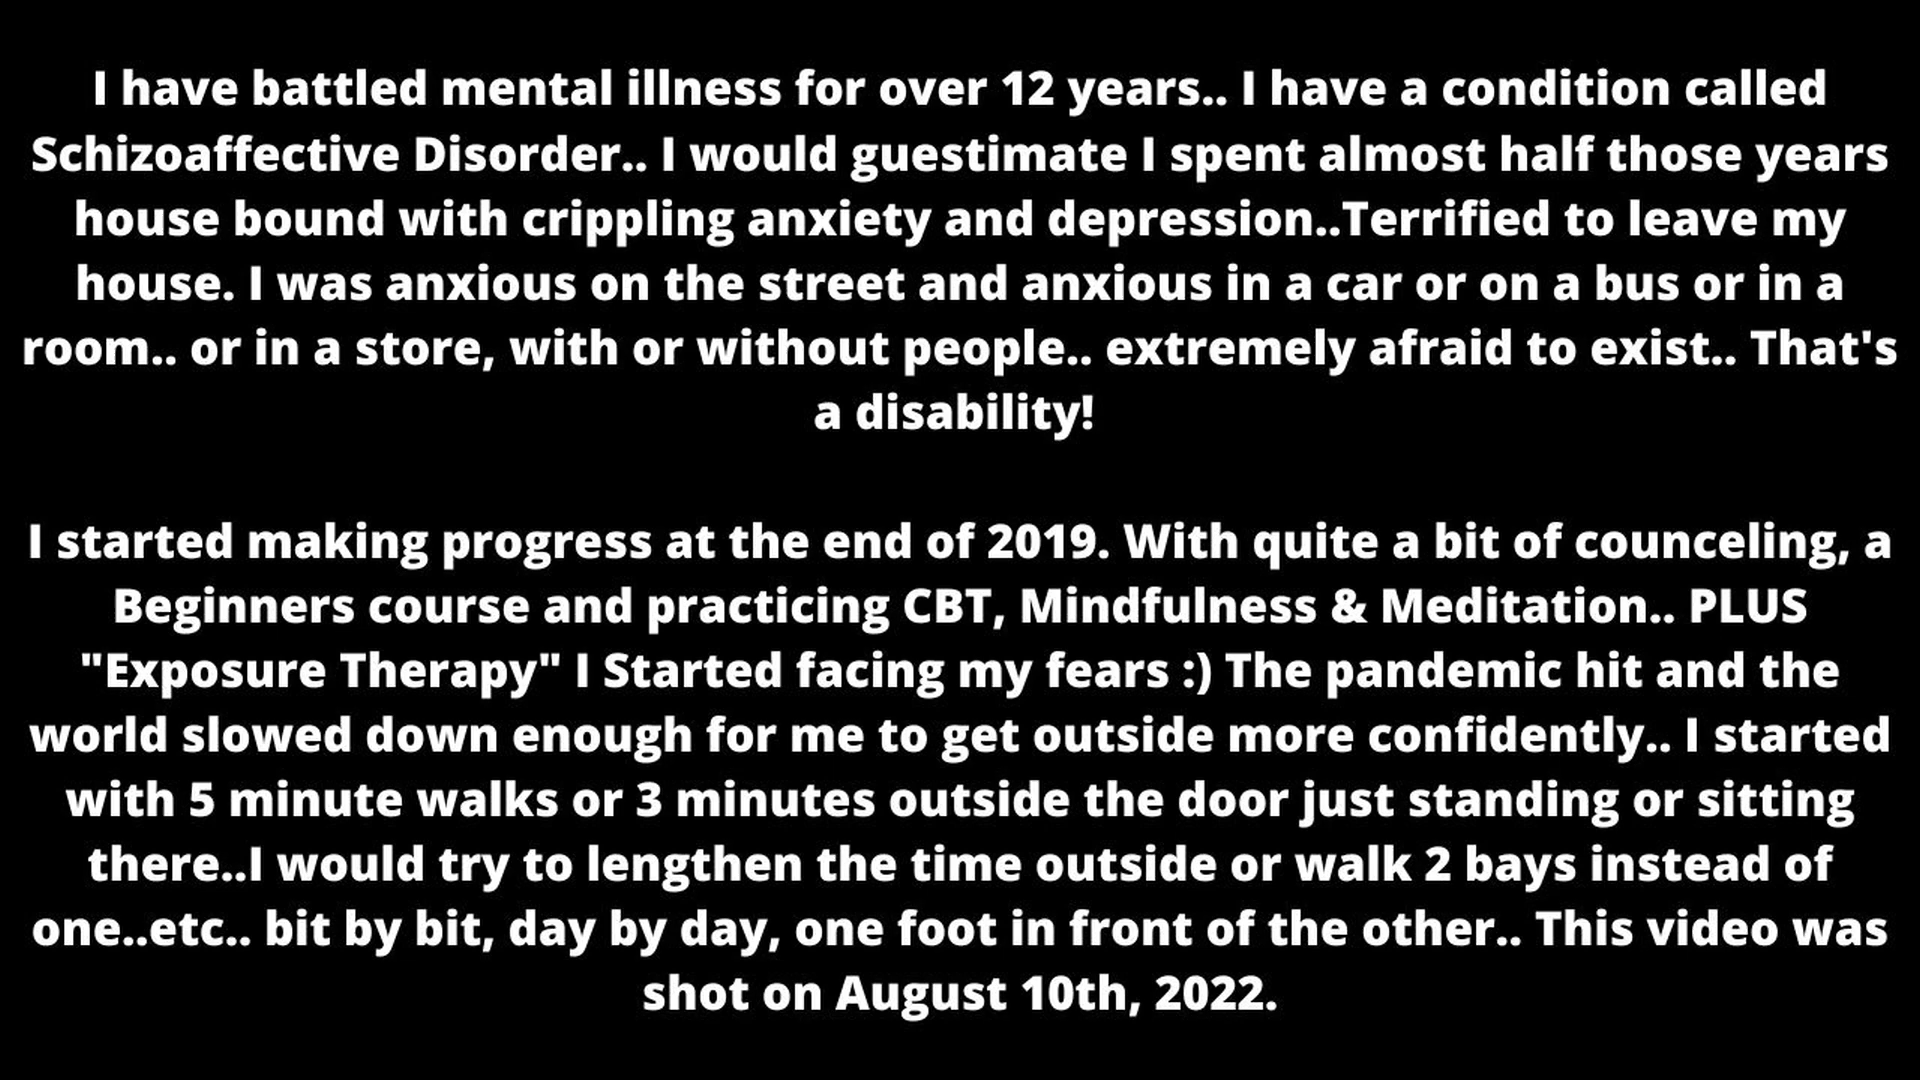 I have battled mental illness for over 12 years.. I have a condition called
Schizoaffective Disorder.. I would guestimate I spent almost half those years
house bound with crippling anxiety and depression..Terrified to leave my
house. I was anxious on the street and anxious in a car or on a bus or in a
room.. or in a store, with or without people.. extremely afraid to exist.. That's
a disability!
I started making progress at the end of 2019. With quite a bit of counceling, a
Beginners course and practicing CBT, Mindfulness & Meditation.. PLUS
"Exposure Therapy" I Started facing my fears :) The pandemic hit and the
world slowed down enough for me to get outside more confidently.. I started
with 5 minute walks or 3 minutes outside the door just standing or sitting
there..I would try to lengthen the time outside or walk 2 bays instead of
one..etc.. bit by bit, day by day, one foot in front of the other.. This video was
shot on August 10th, 2022.